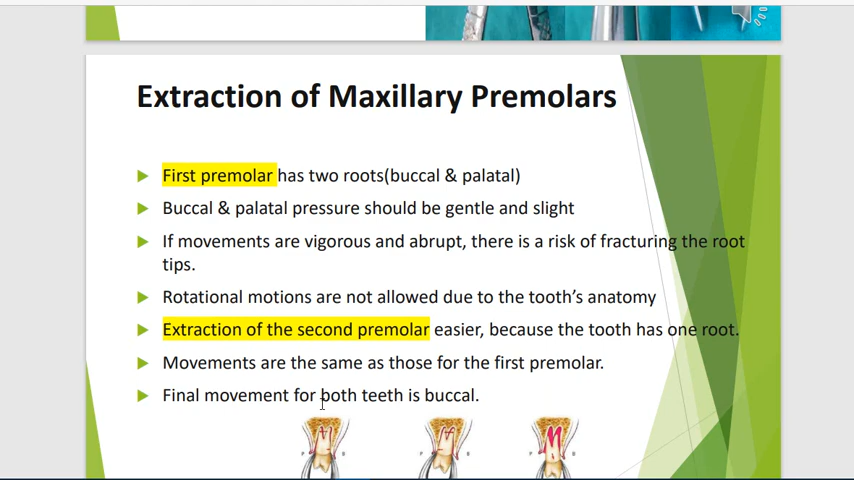 Extraction of Maxillary Premolars
First premolar has two roots(buccal & palatal)
Buccal & palatal pressure should be gentle and slight
If movements are vigorous and abrupt, there is a risk of fracturing the root
tips.
Rotational motions are not allowed due to the tooth's anatomy
Extraction of the second premolar easier, because the tooth has one root.
Movements are the same as those for the first premolar.
Final movement for both teeth is buccal.
P B P B P B